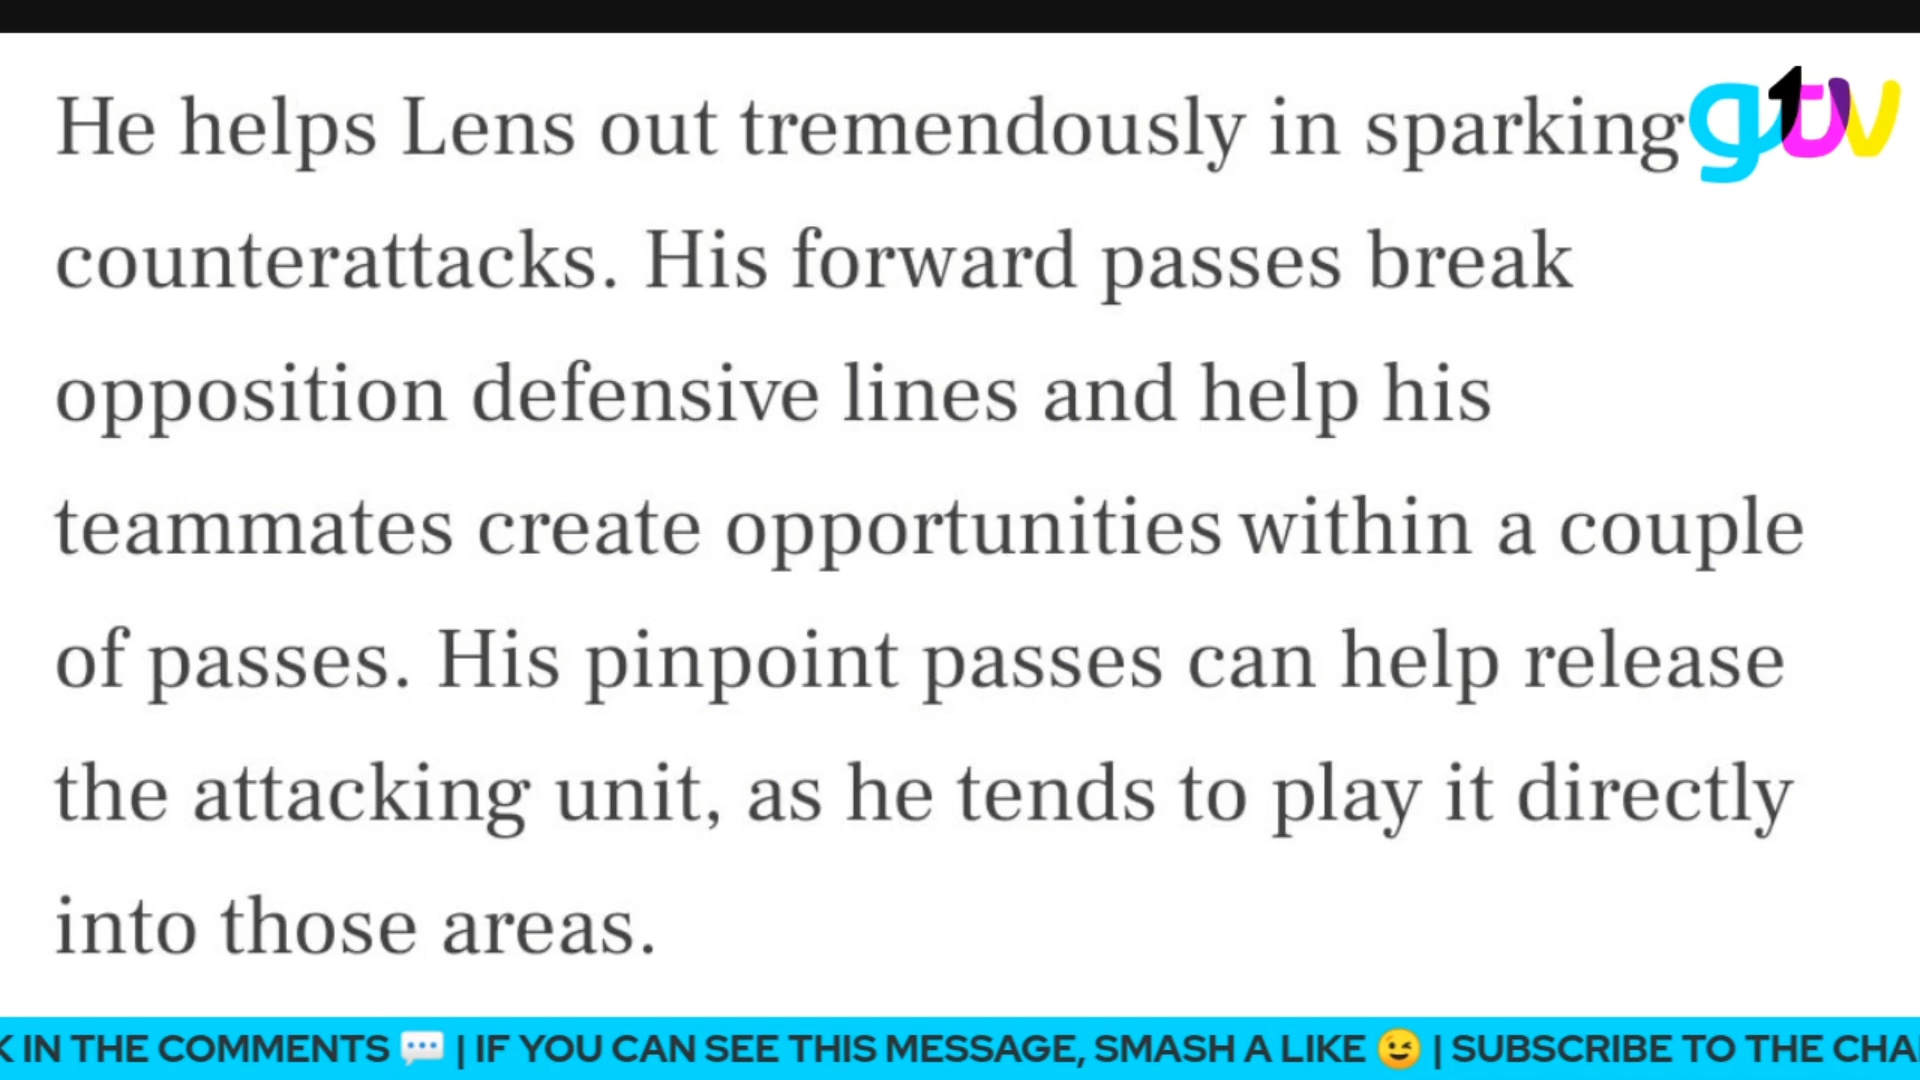 He helps Lens out tremendously in sparking
gtv
counterattacks. His forward passes break
opposition defensive lines and help his
teammates create opportunities within a couple
of passes. His pinpoint passes can help release
the attacking unit, as he tends to play it directly
into those areas.
K IN THE COMMENTS 💬 | IF YOU CAN SEE THIS MESSAGE, SMASH A LIKE 😉 | SUBSCRIBE TO THE CHA